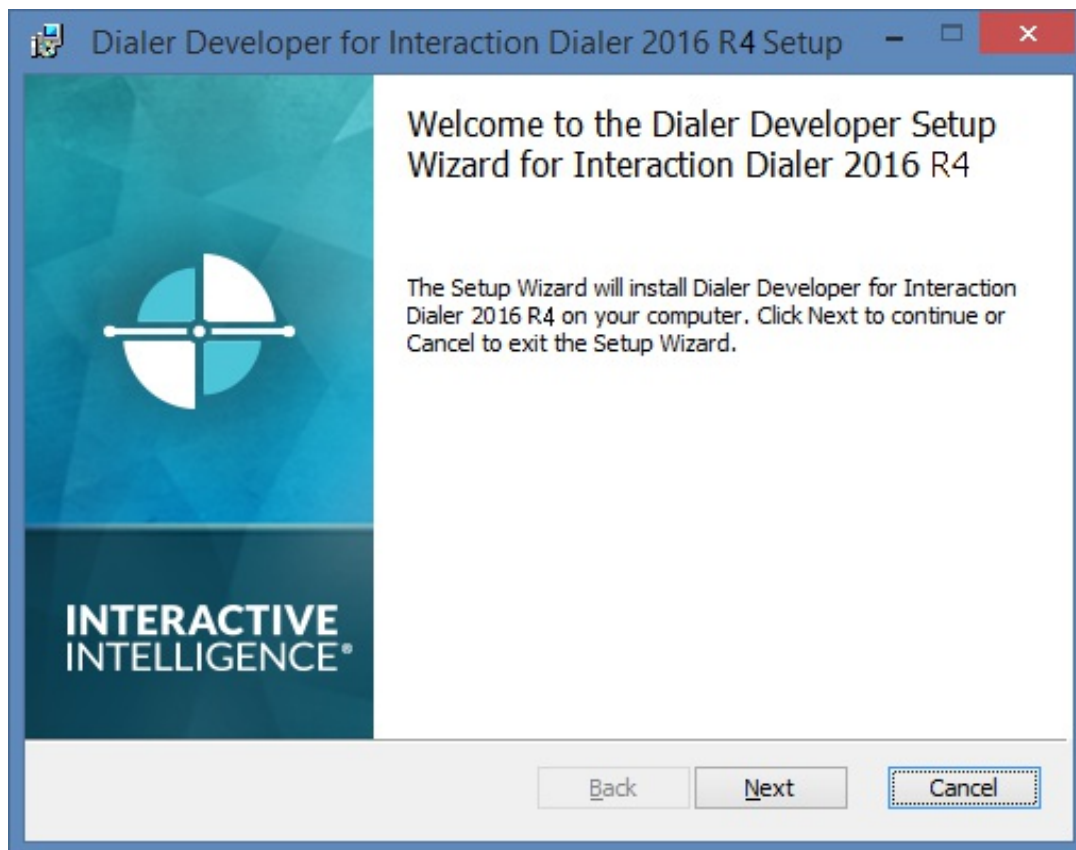 Dialer Developer for Interaction Dialer 2016 R4 Setup
Welcome to the Dialer Developer Setup
Wizard for Interaction Dialer 2016 R4
The Setup Wizard will install Dialer Developer for Interaction
Dialer 2016 R4 on your computer. Click Next to continue or
Cancel to exit the Setup Wizard.
INTERACTIVE
INTELLIGENCE®
Back Next Cancel